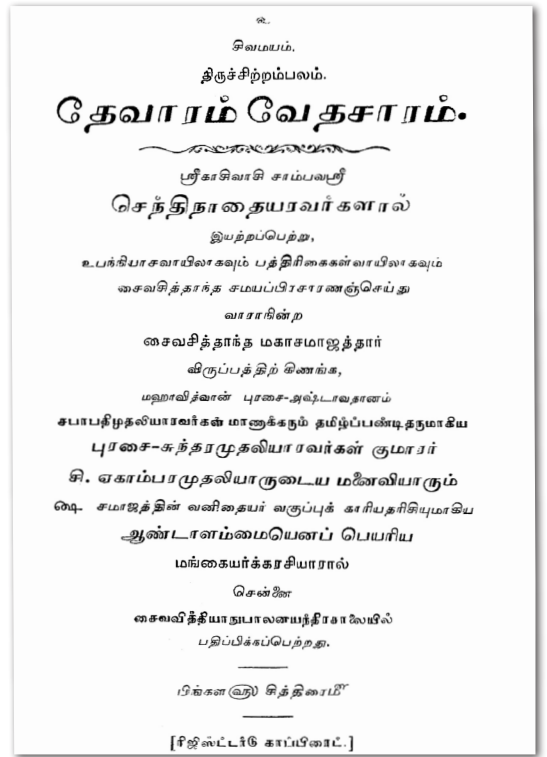 உ
சிவமயம்.
திருச்சிற்றம்பலம்.
தேவாரம் வேதசாரம்.
ஸ்ரீகாசிவாசி சாம்பவஸ்ரீ
செந்திநாதையரவர்களால்
இயற்றப்பெற்று,
உபந்நியாசவாயிலாகவும் பத்திரிகைகள்வாயிலாகவும்
சைவசித்தாந்த சமயப்பிரசாரணஞ்செய்து
வாராநின்ற
சைவசித்தாந்த மகாசமாஜத்தார்
விருப்பத்திற் கிணங்க,
மஹாவித்வான் புரசை-அஷ்டாவதானம்
சபாபதிமுதலியாரவர்கள் மாணாக்கரும் தமிழ்ப்பண்டிதருமாகிய
புரசை-சுந்தரமுதலியாரவர்கள் குமாரர்
சி. ஏகாம்பரமுதலியாருடைய மனைவியாரும்
௸ சமாஜத்தின் வனிதையர் வகுப்புக் காரியதரிசியுமாகிய
ஆண்டாளம்மையெனப் பெயரிய
மங்கையர்க்கரசியாரால்
சென்னை
சைவவித்தியாநுபாலனயந்திரசாலையில்
பதிப்பிக்கப்பெற்றது.
பிங்கள௵ சித்திரை௴
[ரிஜிஸ்ட்டர்டு காப்பிரைட்.]